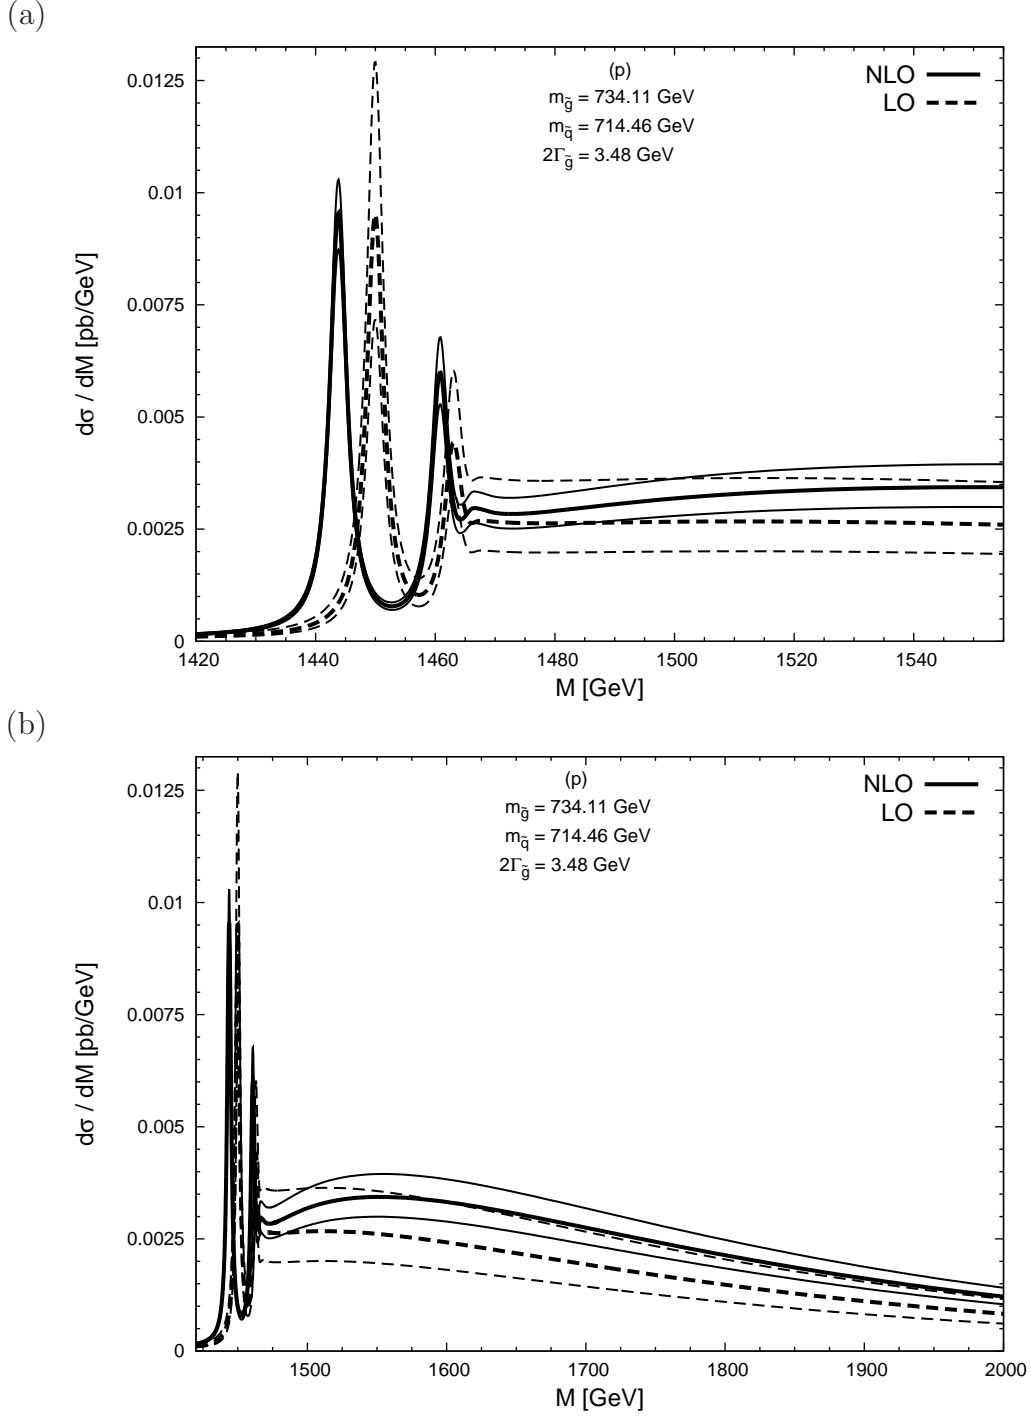 (a)
0.0125
0.01
0.0075
0.005
0.0025
0
dσ / dM [pb/GeV]
(p)
m_g̃ = 734.11 GeV
m_q̃ = 714.46 GeV
2Γ_g̃ = 3.48 GeV
NLO
LO
1420 1440 1460 1480 1500 1520 1540
M [GeV]
(b)
0.0125
0.01
0.0075
0.005
0.0025
0
dσ / dM [pb/GeV]
(p)
m_g̃ = 734.11 GeV
m_q̃ = 714.46 GeV
2Γ_g̃ = 3.48 GeV
NLO
LO
1500 1600 1700 1800 1900 2000
M [GeV]